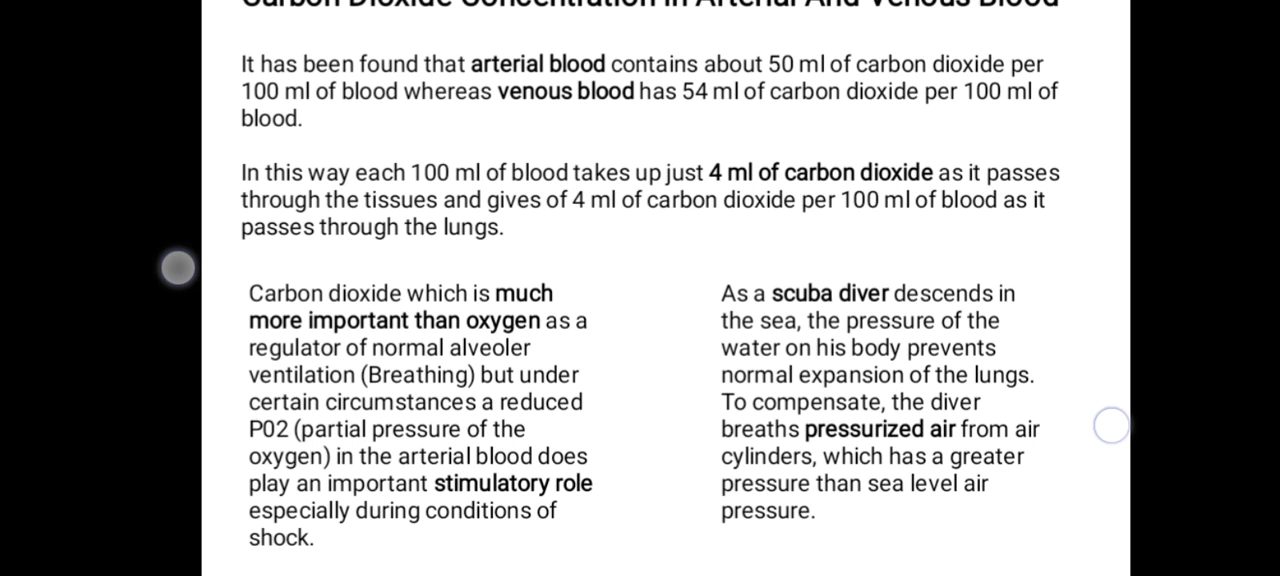 Carbon Dioxide Concentration in Arterial And Venous Blood
It has been found that arterial blood contains about 50 ml of carbon dioxide per
100 ml of blood whereas venous blood has 54 ml of carbon dioxide per 100 ml of
blood.
In this way each 100 ml of blood takes up just 4 ml of carbon dioxide as it passes
through the tissues and gives of 4 ml of carbon dioxide per 100 ml of blood as it
passes through the lungs.
Carbon dioxide which is much
more important than oxygen as a
regulator of normal alveoler
ventilation (Breathing) but under
certain circumstances a reduced
P02 (partial pressure of the
oxygen) in the arterial blood does
play an important stimulatory role
especially during conditions of
shock.
As a scuba diver descends in
the sea, the pressure of the
water on his body prevents
normal expansion of the lungs.
To compensate, the diver
breaths pressurized air from air
cylinders, which has a greater
pressure than sea level air
pressure.